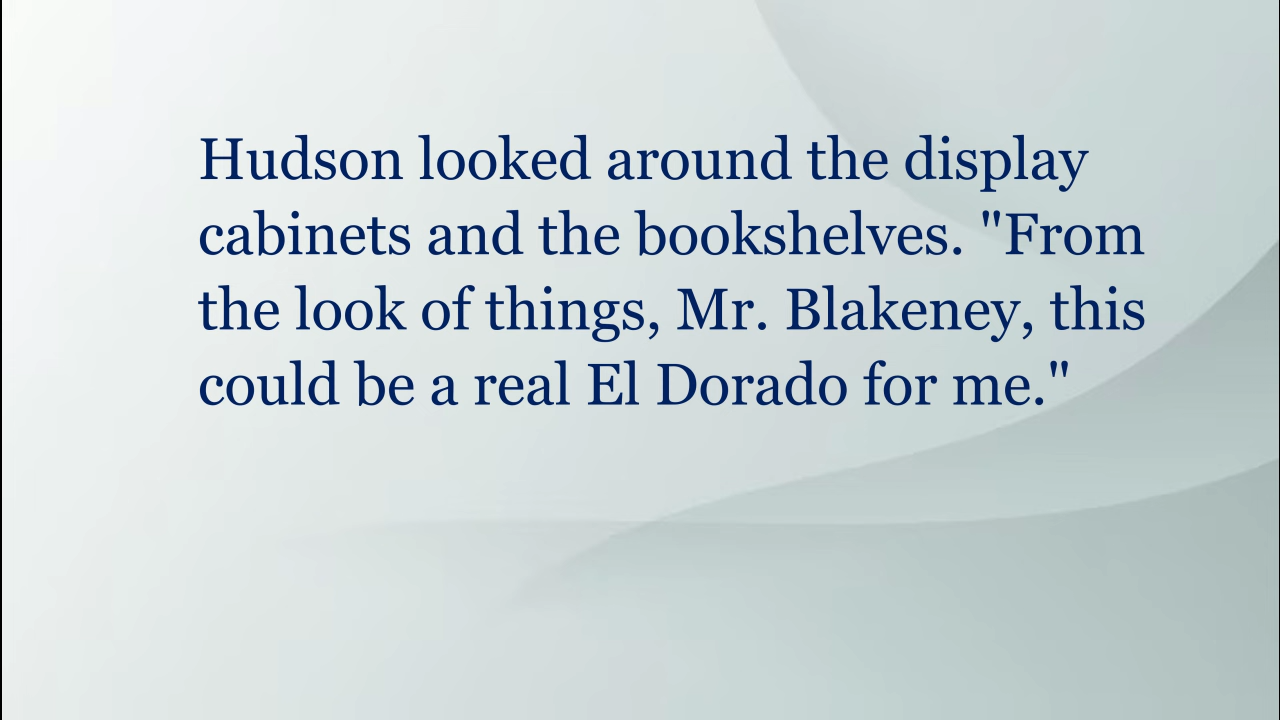 Hudson looked around the display
cabinets and the bookshelves. "From
the look of things, Mr. Blakeney, this
could be a real El Dorado for me."